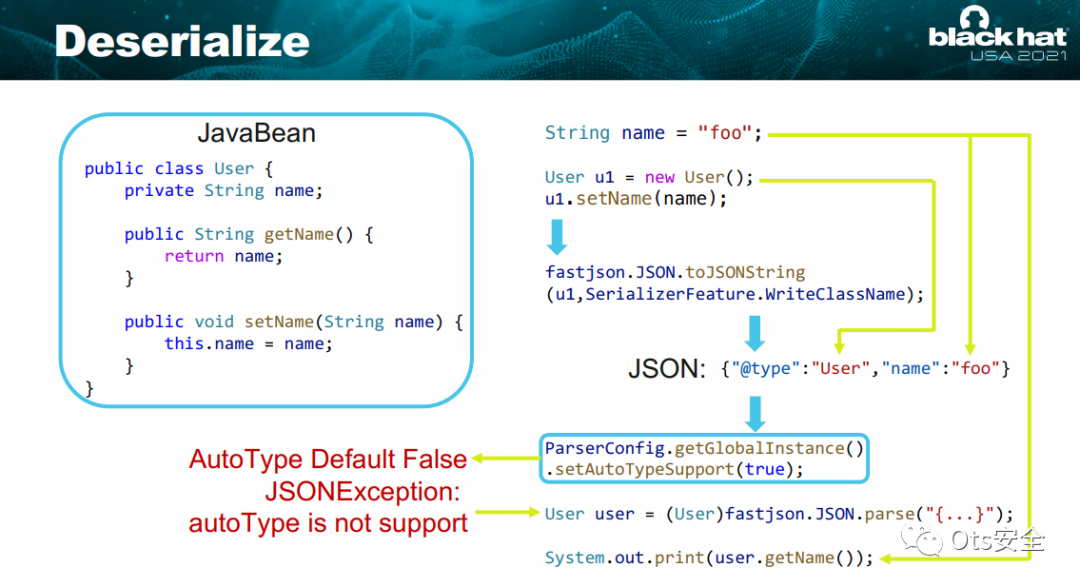 Deserialize
black hat
USA 2021
JavaBean
public class User {
private String name;
public String getName() {
return name;
}
public void setName(String name) {
this.name = name;
}
}
String name = "foo";
User u1 = new User();
u1.setName(name);
fastjson.JSON.toJSONString
(u1,SerializerFeature.WriteClassName);
JSON: {"@type":"User","name":"foo"}
ParserConfig.getGlobalInstance()
.setAutoTypeSupport(true);
AutoType Default False
JSONException:
autoType is not support
User user = (User)fastjson.JSON.parse("{...}");
System.out.print(user.getName());
Ots安全